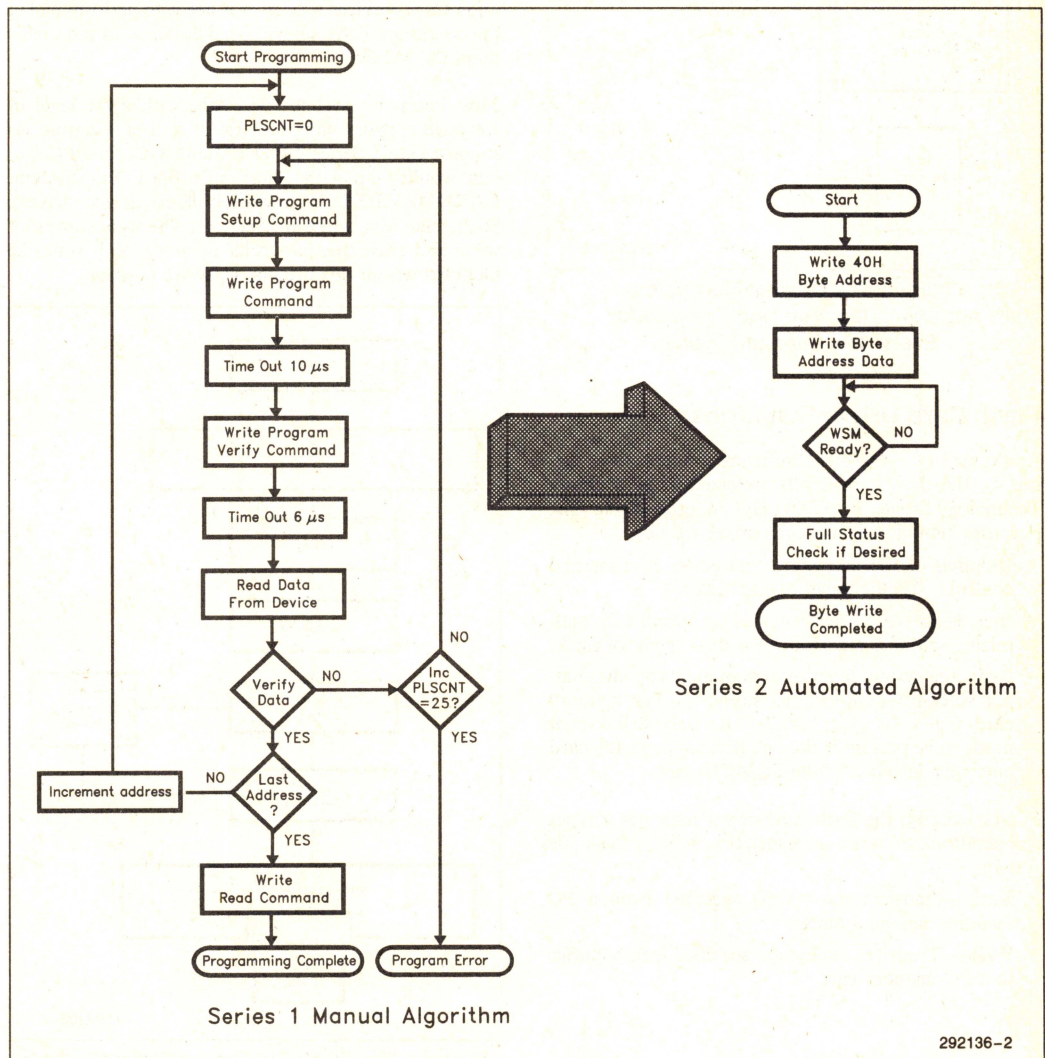 Start Programming
PLSCNT=0
Write Program
Setup Command
Write Program
Command
Time Out 10 μs
Write Program
Verify Command
Time Out 6 μs
Read Data
From Device
Verify
Data
NO
YES
Inc
PLSCNT
=25?
NO
YES
Last
Address
?
NO
YES
Increment address
Write
Read Command
Programming Complete
Program Error
Series 1 Manual Algorithm
Start
Write 40H
Byte Address
Write Byte
Address Data
WSM
Ready?
NO
YES
Full Status
Check if Desired
Byte Write
Completed
Series 2 Automated Algorithm
292136-2